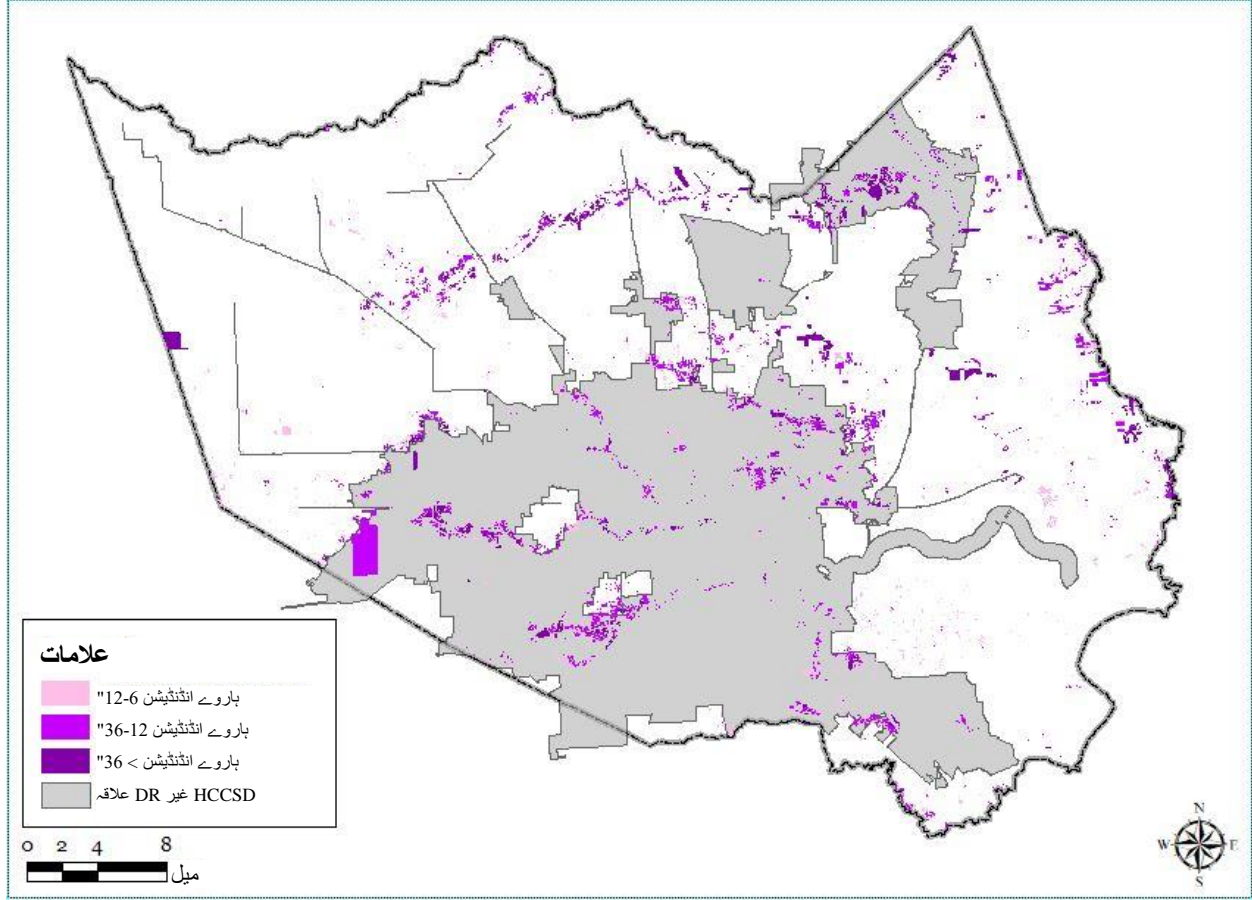 علامات
ہاروے انڈنڈیشن 6-12"
ہاروے انڈنڈیشن 12-36"
ہاروے انڈنڈیشن > 36"
HCCSD غیر DR علاقہ
0 2 4 8
میل
N
W E
S